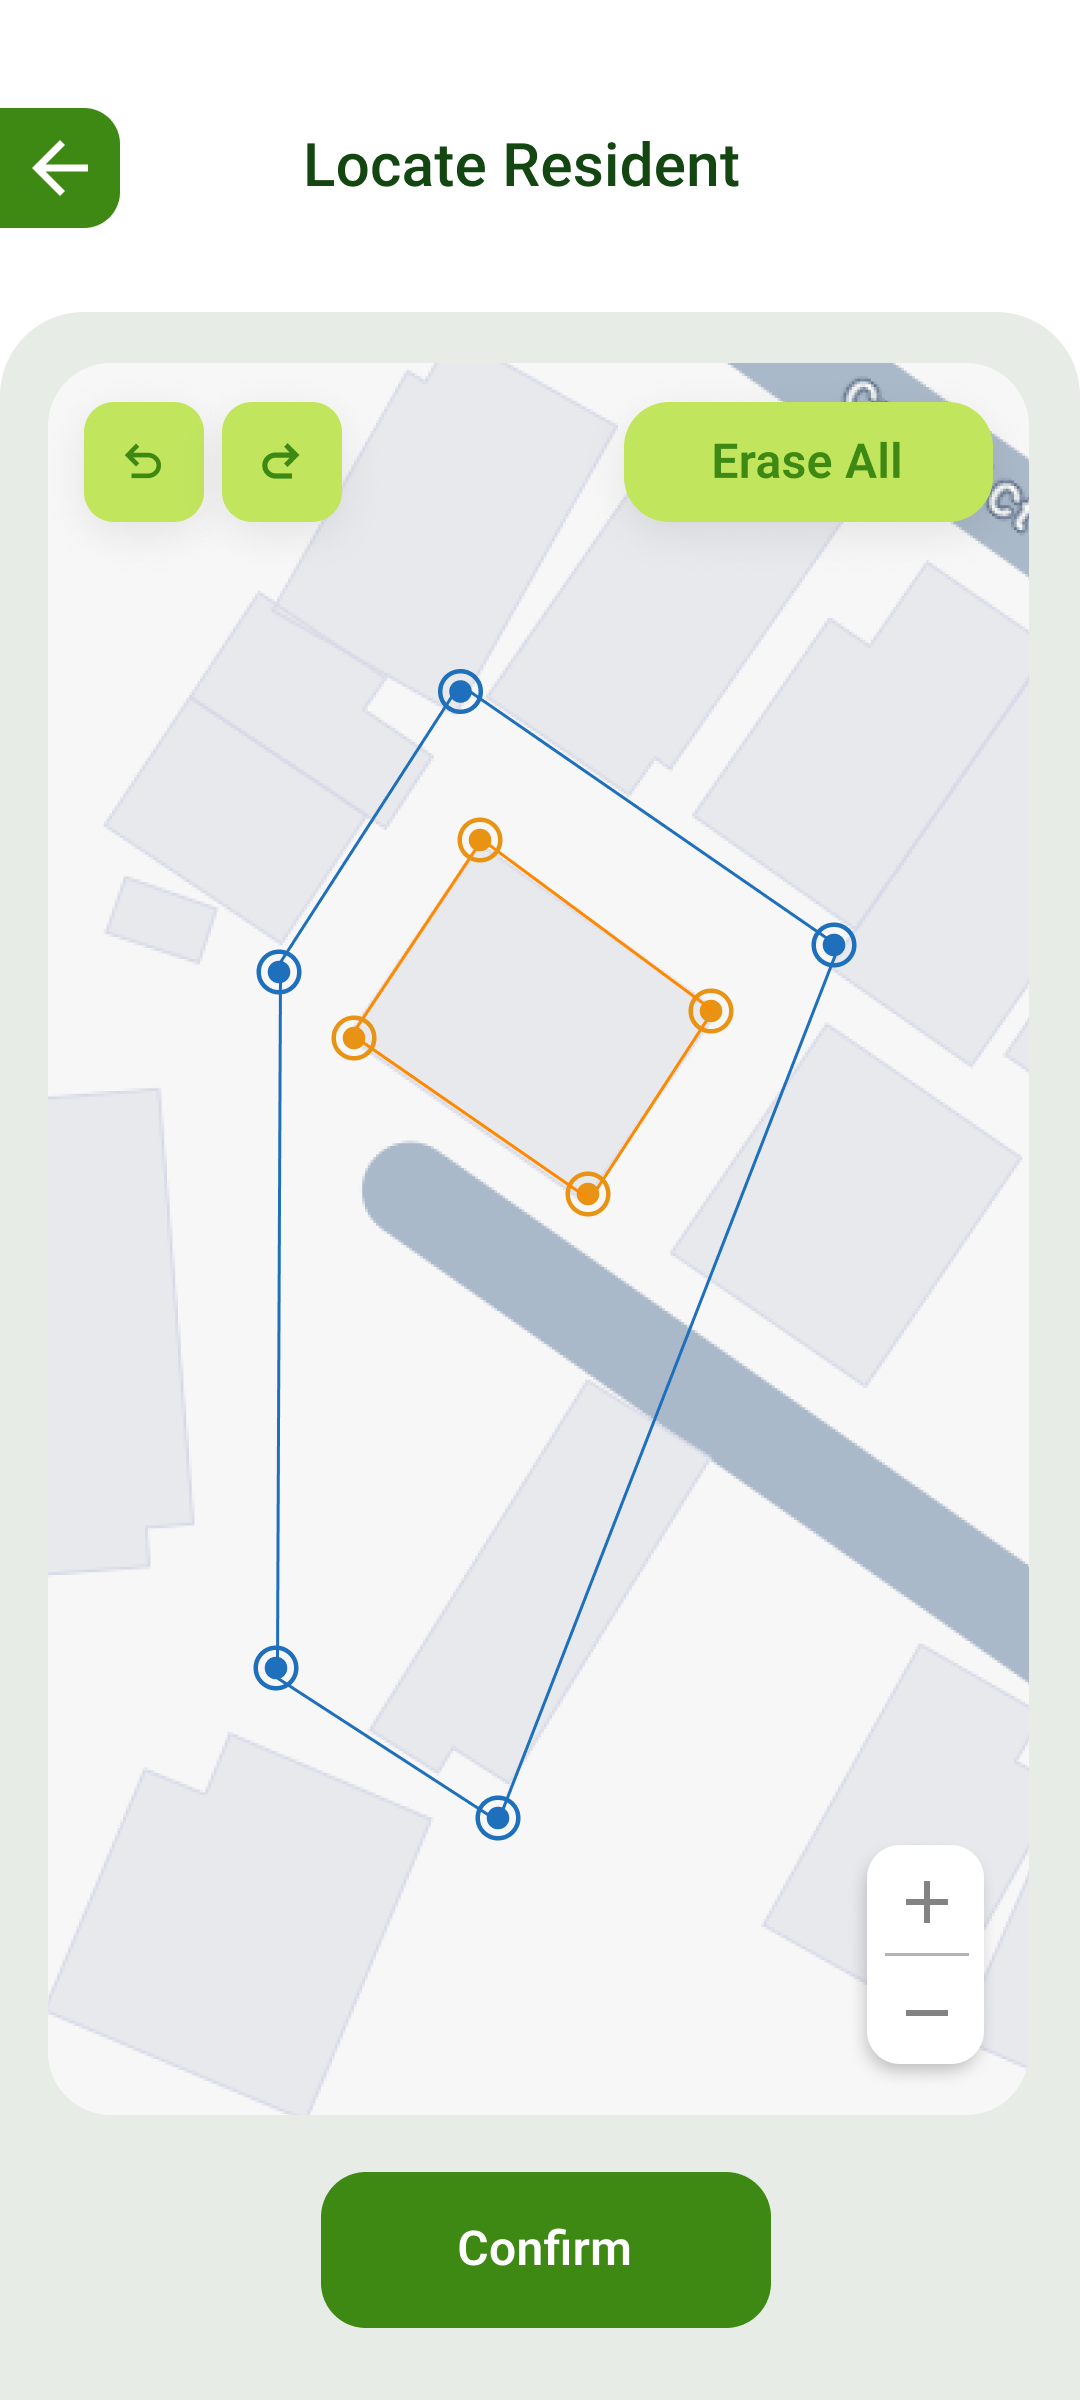 Locate Resident
Erase All
Confirm